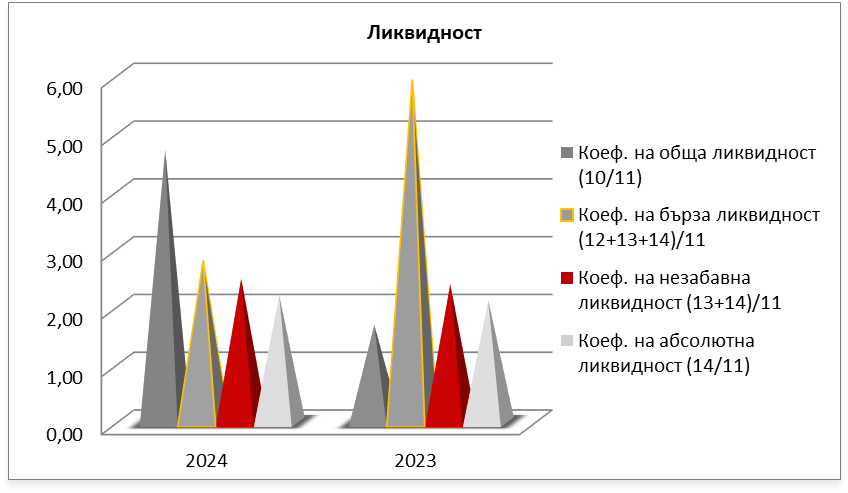 Ликвидност
6,00
5,00
4,00
3,00
2,00
1,00
0,00
2024
2023
Коеф. на обща ликвидност
(10/11)
Коеф. на бърза ликвидност
(12+13+14)/11
Коеф. на незабавна
ликвидност (13+14)/11
Коеф. на абсолютна
ликвидност (14/11)